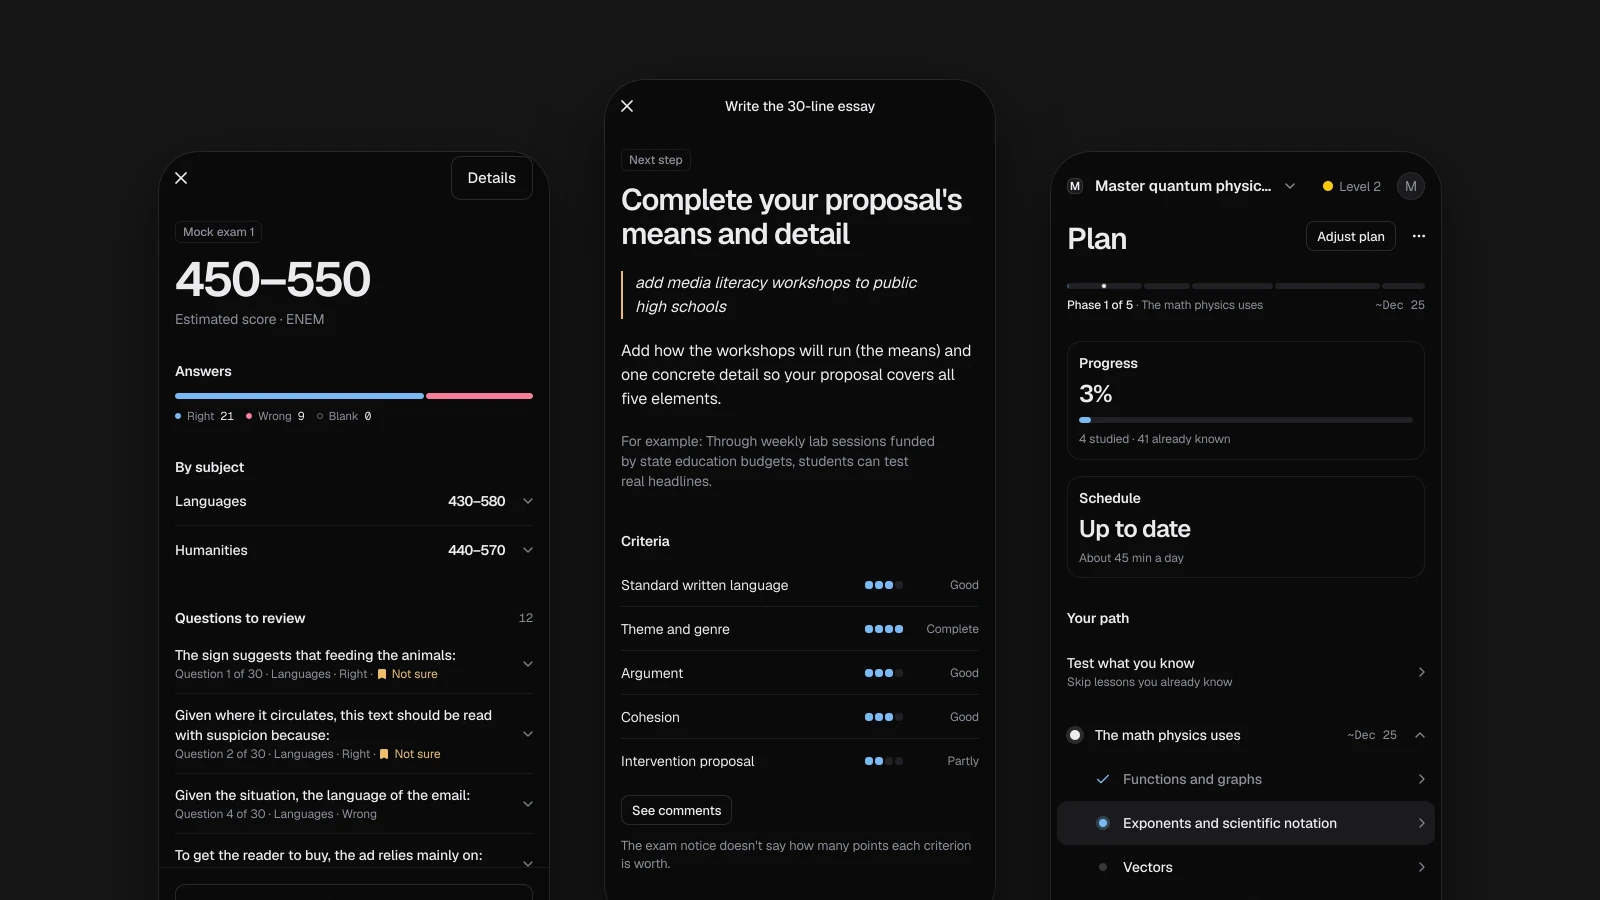 Details
Mock exam 1
450–550
Estimated score · ENEM
Answers
Right 21 Wrong 9 Blank 0
By subject
Languages 430–580
Humanities 440–570
Questions to review 12
The sign suggests that feeding the animals:
Question 1 of 30 · Languages · Right · Not sure
Given where it circulates, this text should be read
with suspicion because:
Question 2 of 30 · Languages · Right · Not sure
Given the situation, the language of the email:
Question 4 of 30 · Languages · Wrong
To get the reader to buy, the ad relies mainly on:
Write the 30-line essay
Next step
Complete your proposal's
means and detail
add media literacy workshops to public
high schools
Add how the workshops will run (the means) and
one concrete detail so your proposal covers all
five elements.
For example: Through weekly lab sessions funded
by state education budgets, students can test
real headlines.
Criteria
Standard written language Good
Theme and genre Complete
Argument Good
Cohesion Good
Intervention proposal Partly
See comments
The exam notice doesn't say how many points each criterion
is worth.
M Master quantum physic... Level 2 M
Plan Adjust plan
Phase 1 of 5 · The math physics uses ~Dec 25
Progress
3%
4 studied · 41 already known
Schedule
Up to date
About 45 min a day
Your path
Test what you know
Skip lessons you already know
The math physics uses ~Dec 25
Functions and graphs
Exponents and scientific notation
Vectors